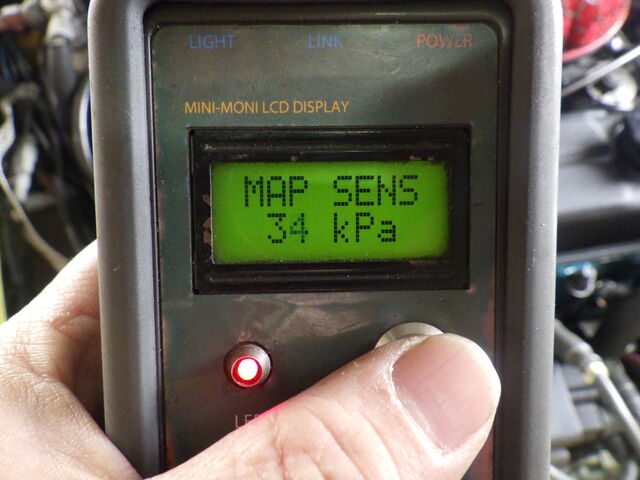 LIGHT LINK POWER
MINI-MONI LCD DISPLAY
MAP SENS
34 kPa